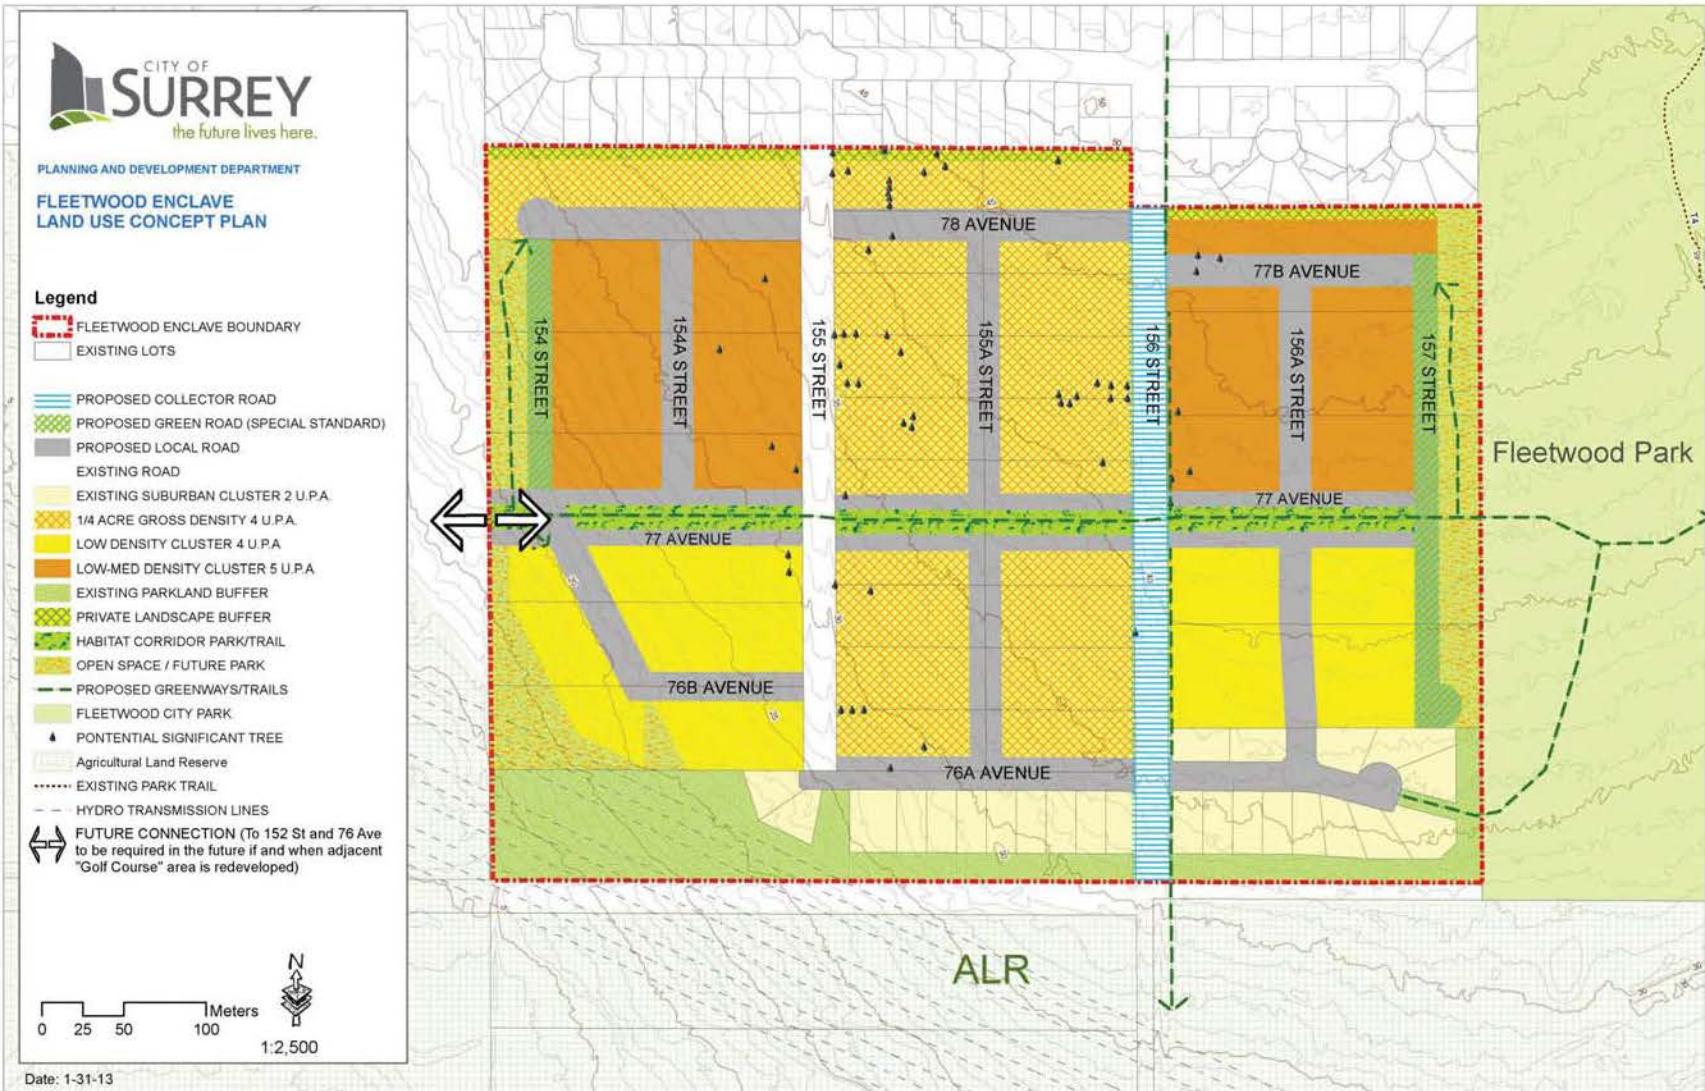 CITY OF
SURREY
the future lives here.
PLANNING AND DEVELOPMENT DEPARTMENT
FLEETWOOD ENCLAVE
LAND USE CONCEPT PLAN
Legend
FLEETWOOD ENCLAVE BOUNDARY
EXISTING LOTS
PROPOSED COLLECTOR ROAD
PROPOSED GREEN ROAD (SPECIAL STANDARD)
PROPOSED LOCAL ROAD
EXISTING ROAD
EXISTING SUBURBAN CLUSTER 2 U.P.A.
1/4 ACRE GROSS DENSITY 4 U.P.A.
LOW DENSITY CLUSTER 4 U.P.A
LOW-MED DENSITY CLUSTER 5 U.P.A
EXISTING PARKLAND BUFFER
PRIVATE LANDSCAPE BUFFER
HABITAT CORRIDOR PARK/TRAIL
OPEN SPACE / FUTURE PARK
PROPOSED GREENWAYS/TRAILS
FLEETWOOD CITY PARK
PONTENTIAL SIGNIFICANT TREE
Agricultural Land Reserve
EXISTING PARK TRAIL
HYDRO TRANSMISSION LINES
FUTURE CONNECTION (To 152 St and 76 Ave
to be required in the future if and when adjacent
"Golf Course" area is redeveloped)
N
Meters
0 25 50 100
1:2,500
Date: 1-31-13
78 AVENUE
77B AVENUE
154 STREET
154A STREET
155 STREET
155A STREET
156 STREET
156A STREET
157 STREET
Fleetwood Park
77 AVENUE
77 AVENUE
76B AVENUE
76A AVENUE
ALR